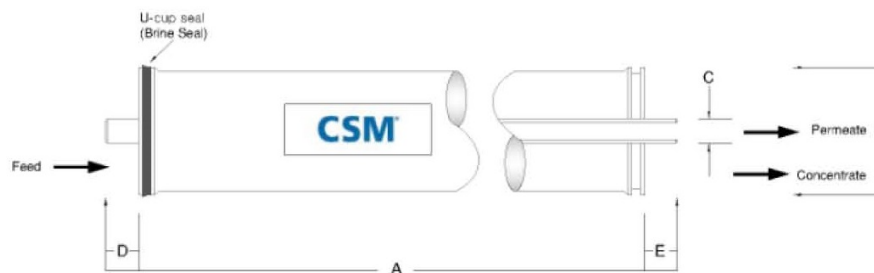 U-cup seal
(Brine Seal)
C
CSM
Permeate
Feed
Concentrate
D
E
A